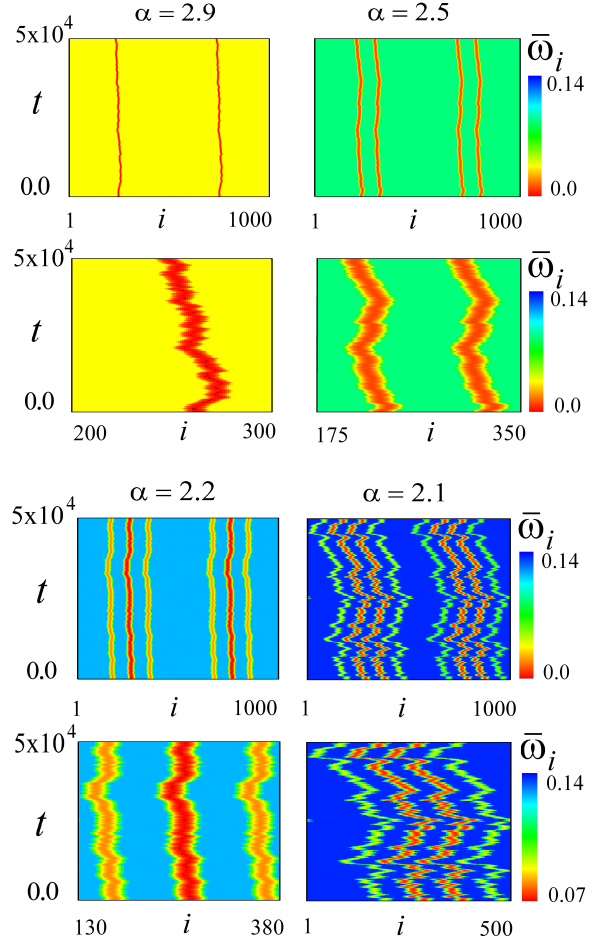 α = 2.9 α = 2.5
5x10⁴ t 0.0 ω̅ᵢ 0.14 0.0
1 i 1000 1 i 1000
5x10⁴ t 0.0 ω̅ᵢ 0.14 0.0
200 i 300 175 i 350
α = 2.2 α = 2.1
5x10⁴ t 0.0 ω̅ᵢ 0.14 0.0
1 i 1000 1 i 1000
5x10⁴ t 0.0 ω̅ᵢ 0.14 0.07
130 i 380 1 i 500